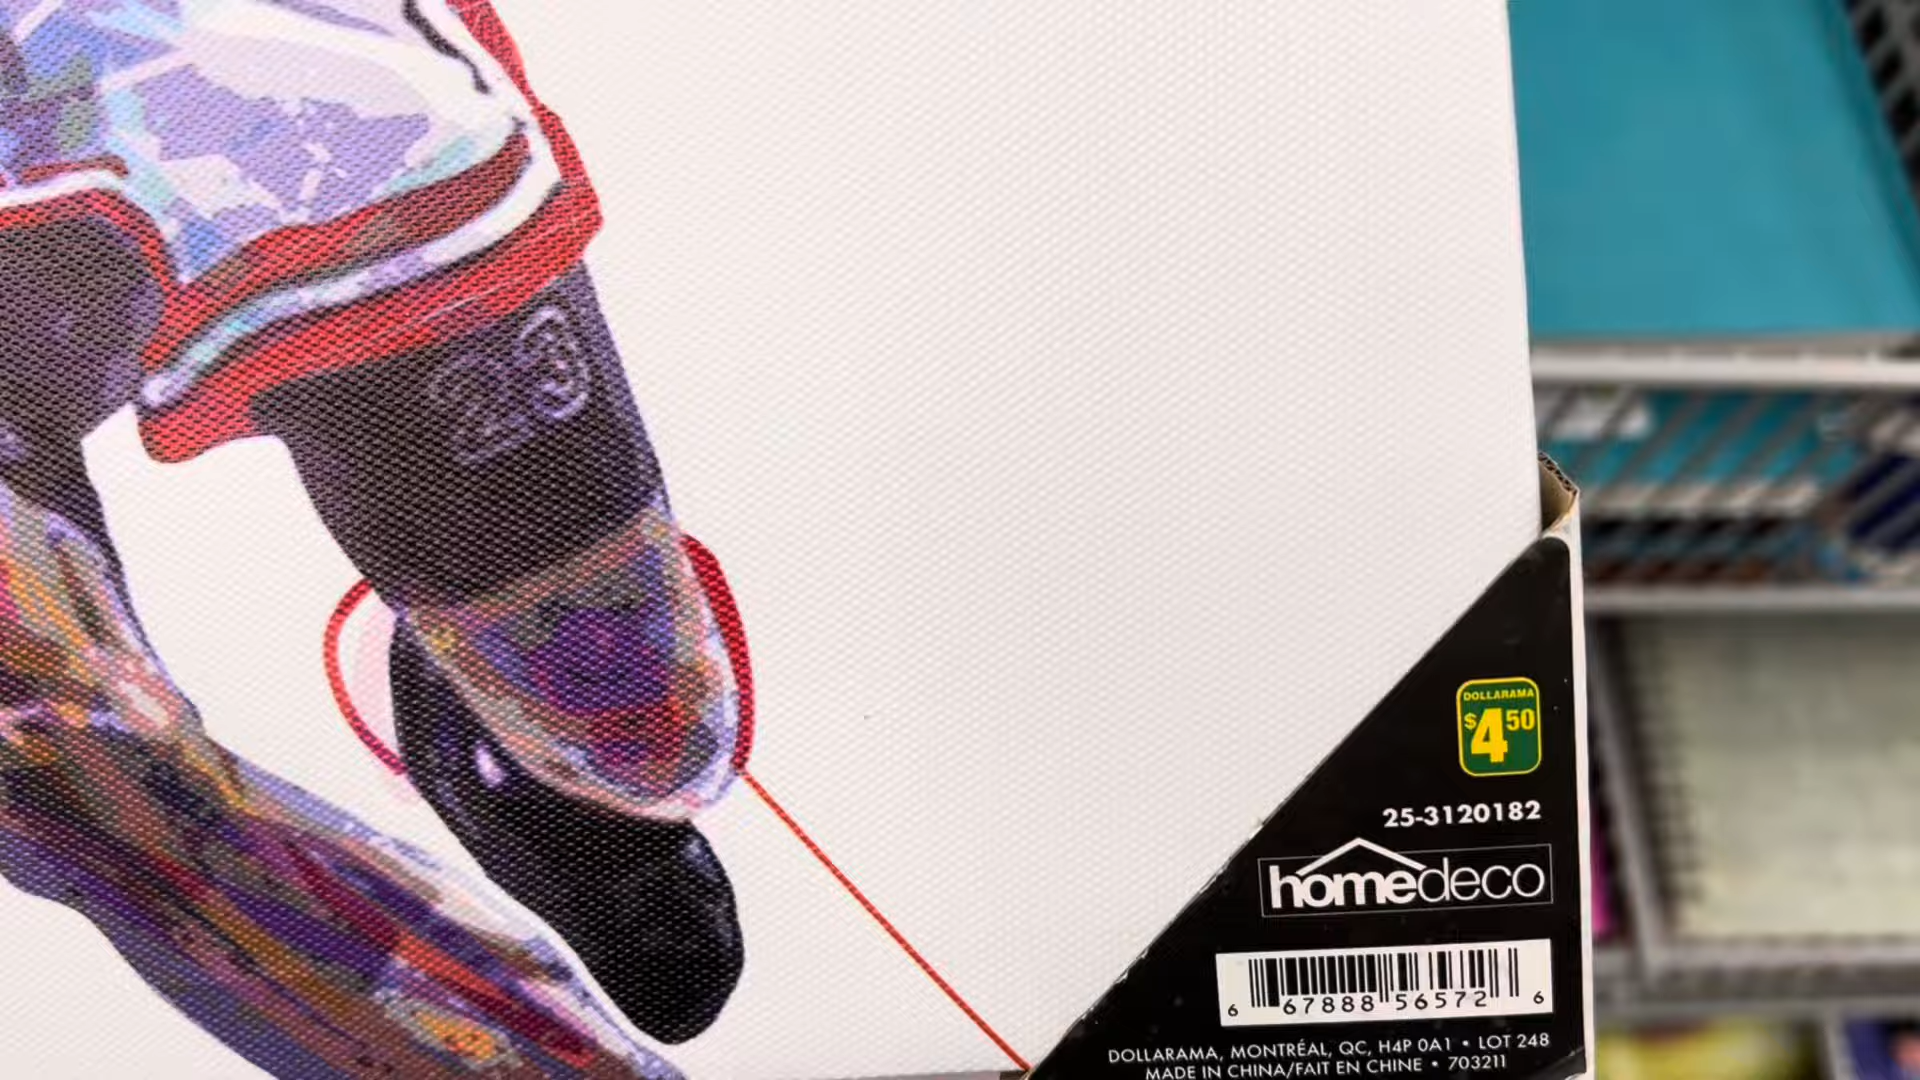 23
DOLLARAMA
$4.50
25-3120182
homedeco
6 67888 56572 6
DOLLARAMA, MONTRÉAL, QC, H4P 0A1 • LOT 248
MADE IN CHINA/FAIT EN CHINE • 703211